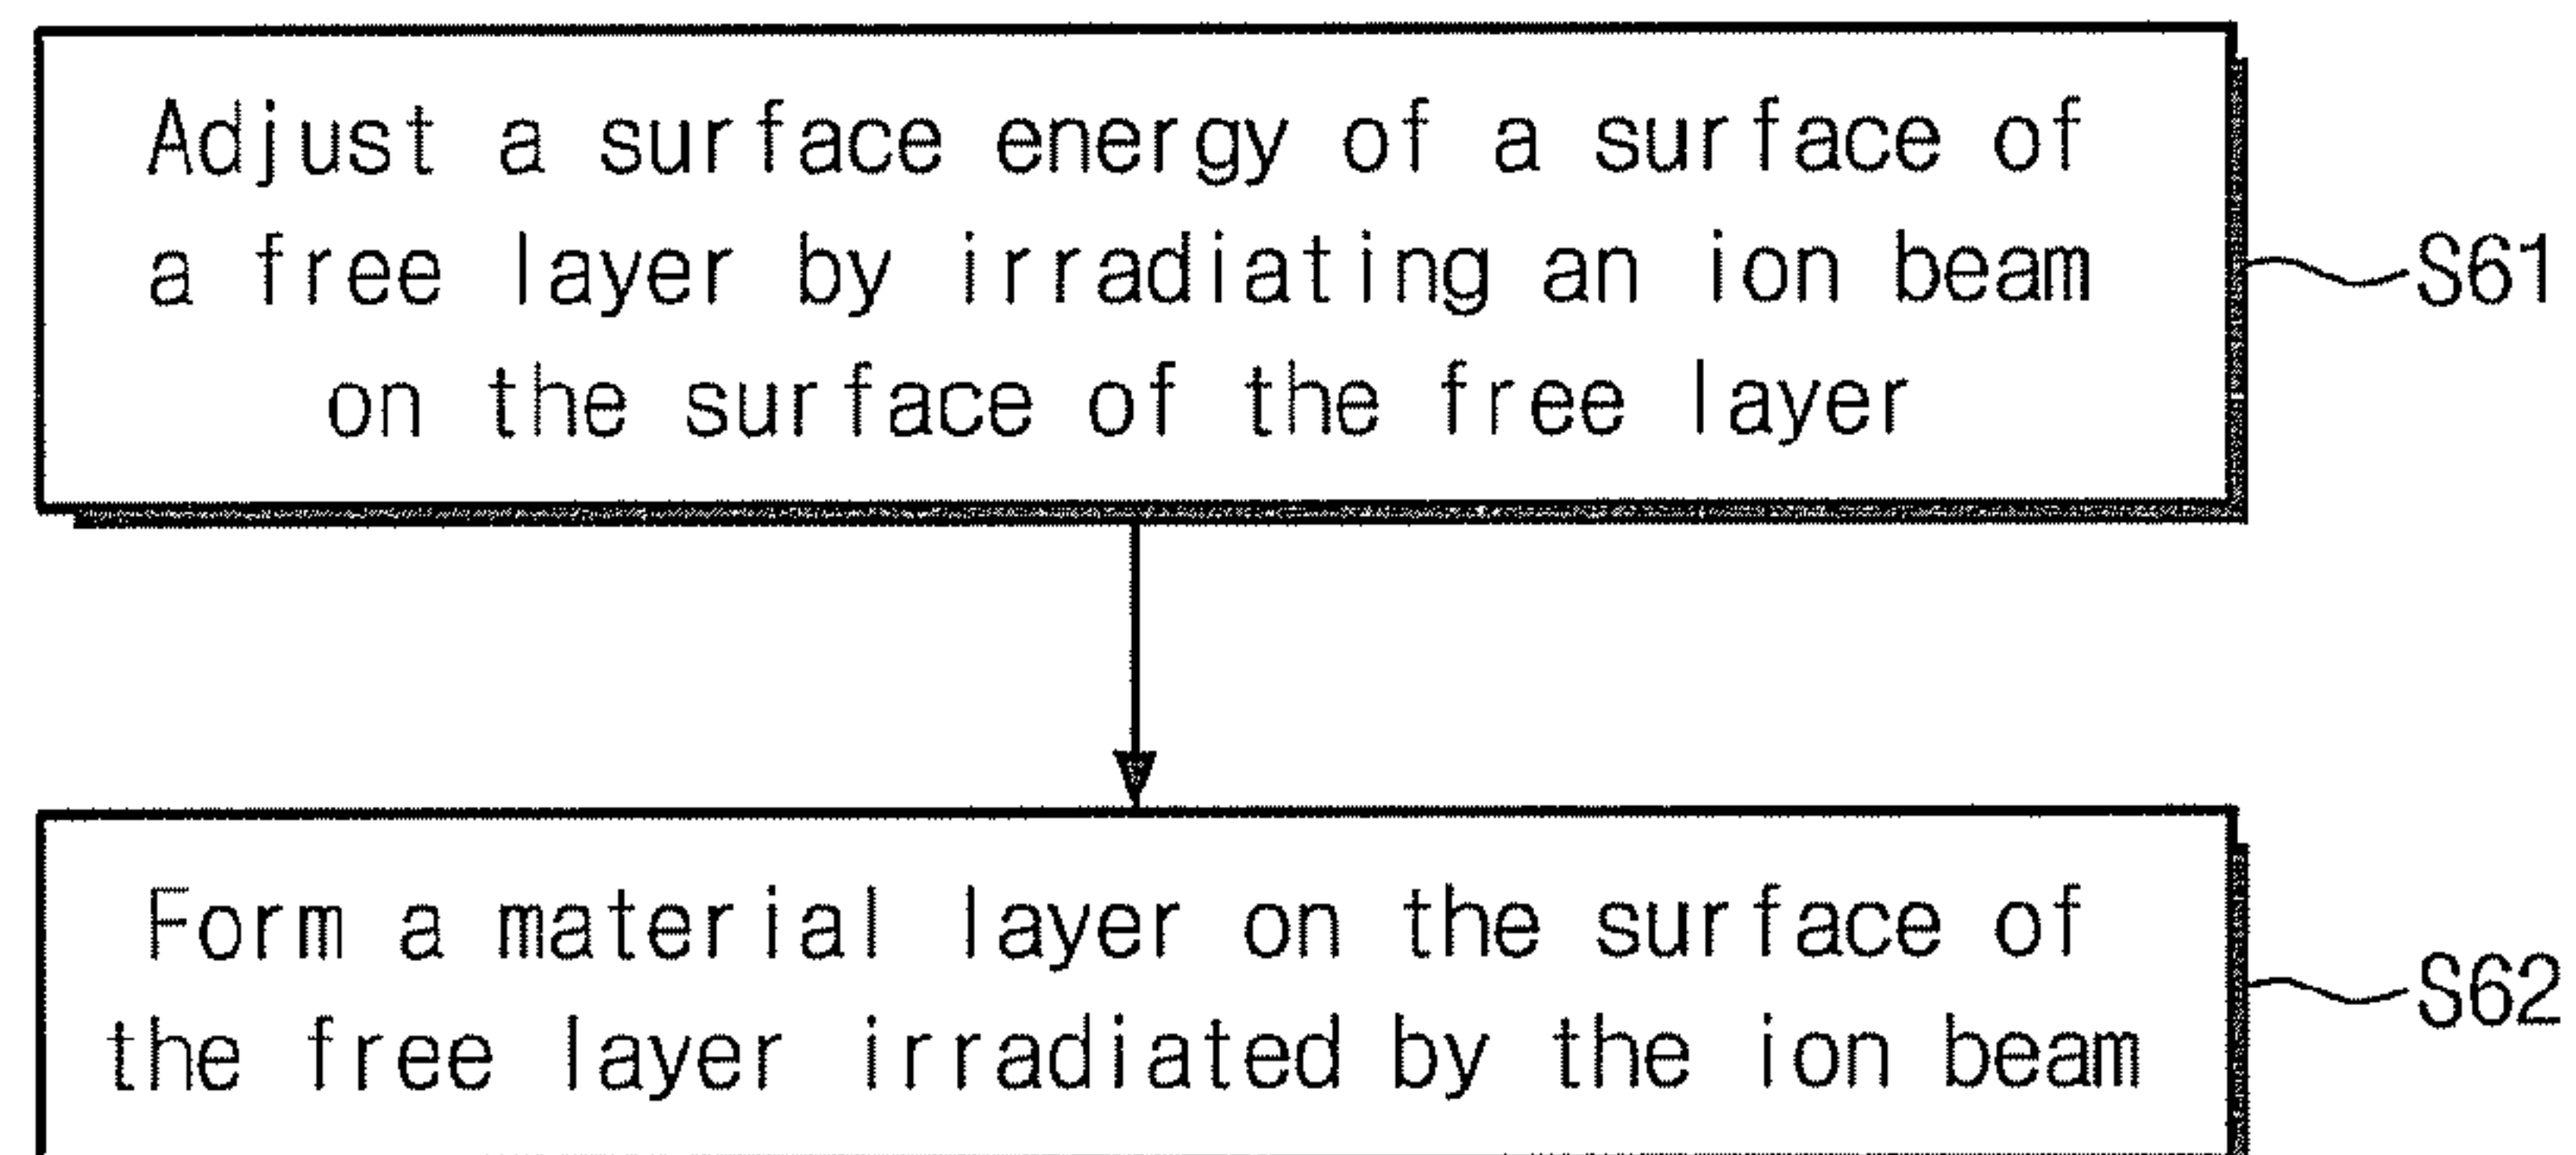 Adjust a surface energy of a surface of
a free layer by irradiating an ion beam
on the surface of the free layer
S61
Form a material layer on the surface of
the free layer irradiated by the ion beam
S62